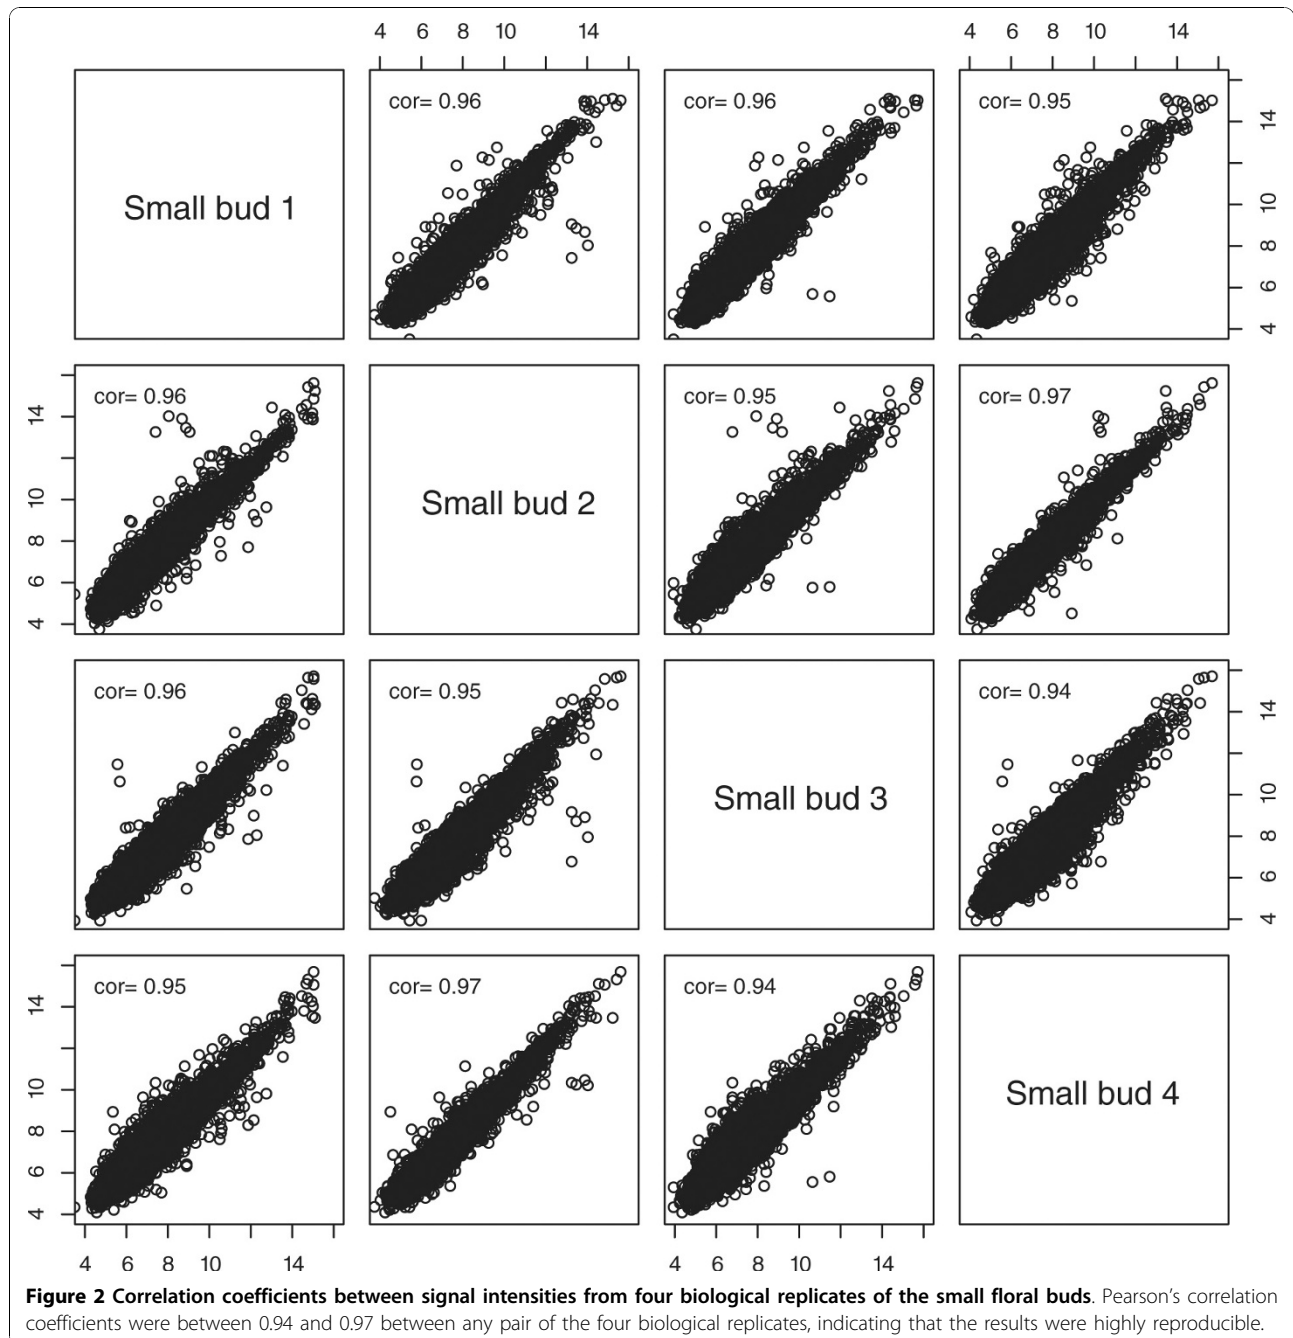 4 6 8 10 14 4 6 8 10 14
Small bud 1 cor= 0.96 cor= 0.96 cor= 0.95 4 6 8 10 14
4 6 8 10 14 cor= 0.96 Small bud 2 cor= 0.95 cor= 0.97
cor= 0.96 cor= 0.95 Small bud 3 cor= 0.94 4 6 8 10 14
4 6 8 10 14 cor= 0.95 cor= 0.97 cor= 0.94 Small bud 4
4 6 8 10 14 4 6 8 10 14
Figure 2 Correlation coefficients between signal intensities from four biological replicates of the small floral buds. Pearson's correlation
coefficients were between 0.94 and 0.97 between any pair of the four biological replicates, indicating that the results were highly reproducible.